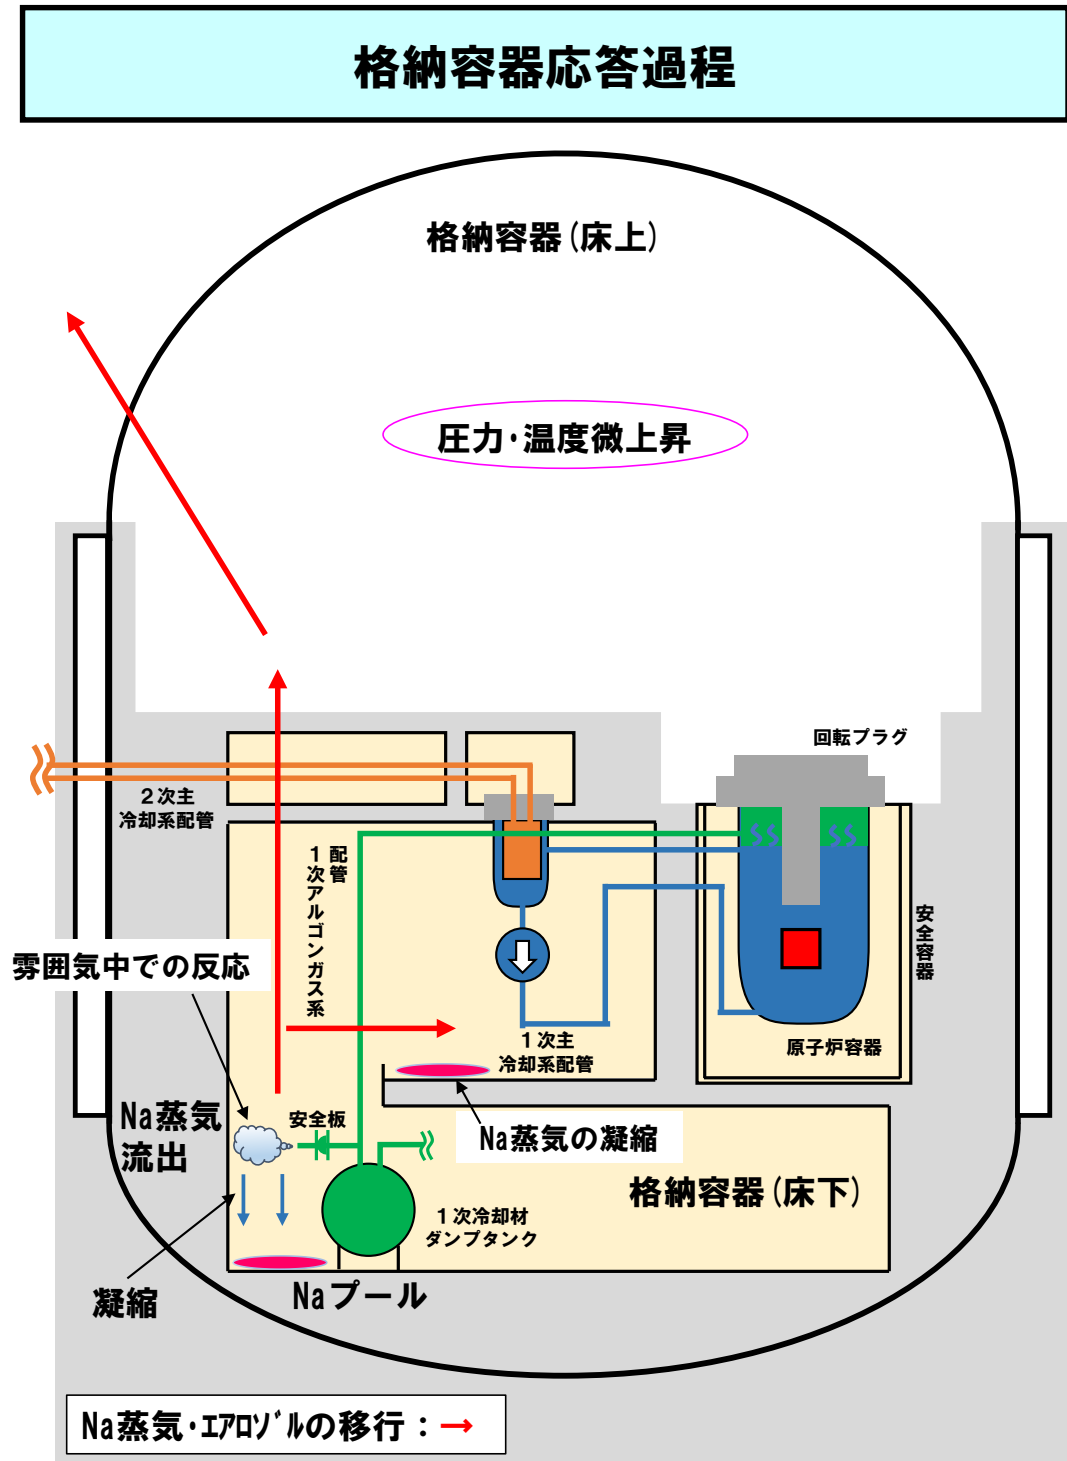 格納容器応答過程
格納容器(床上)
圧力・温度微上昇
回転プラグ
２次主
冷却系配管
１次アルゴンガス系
配管
安全容器
雰囲気中での反応
１次主
冷却系配管
原子炉容器
Na蒸気
流出
安全板
Na蒸気の凝縮
格納容器(床下)
１次冷却材
ダンプタンク
Naプール
凝縮
Na蒸気・ｴｱﾛｿﾞﾙの移行：→